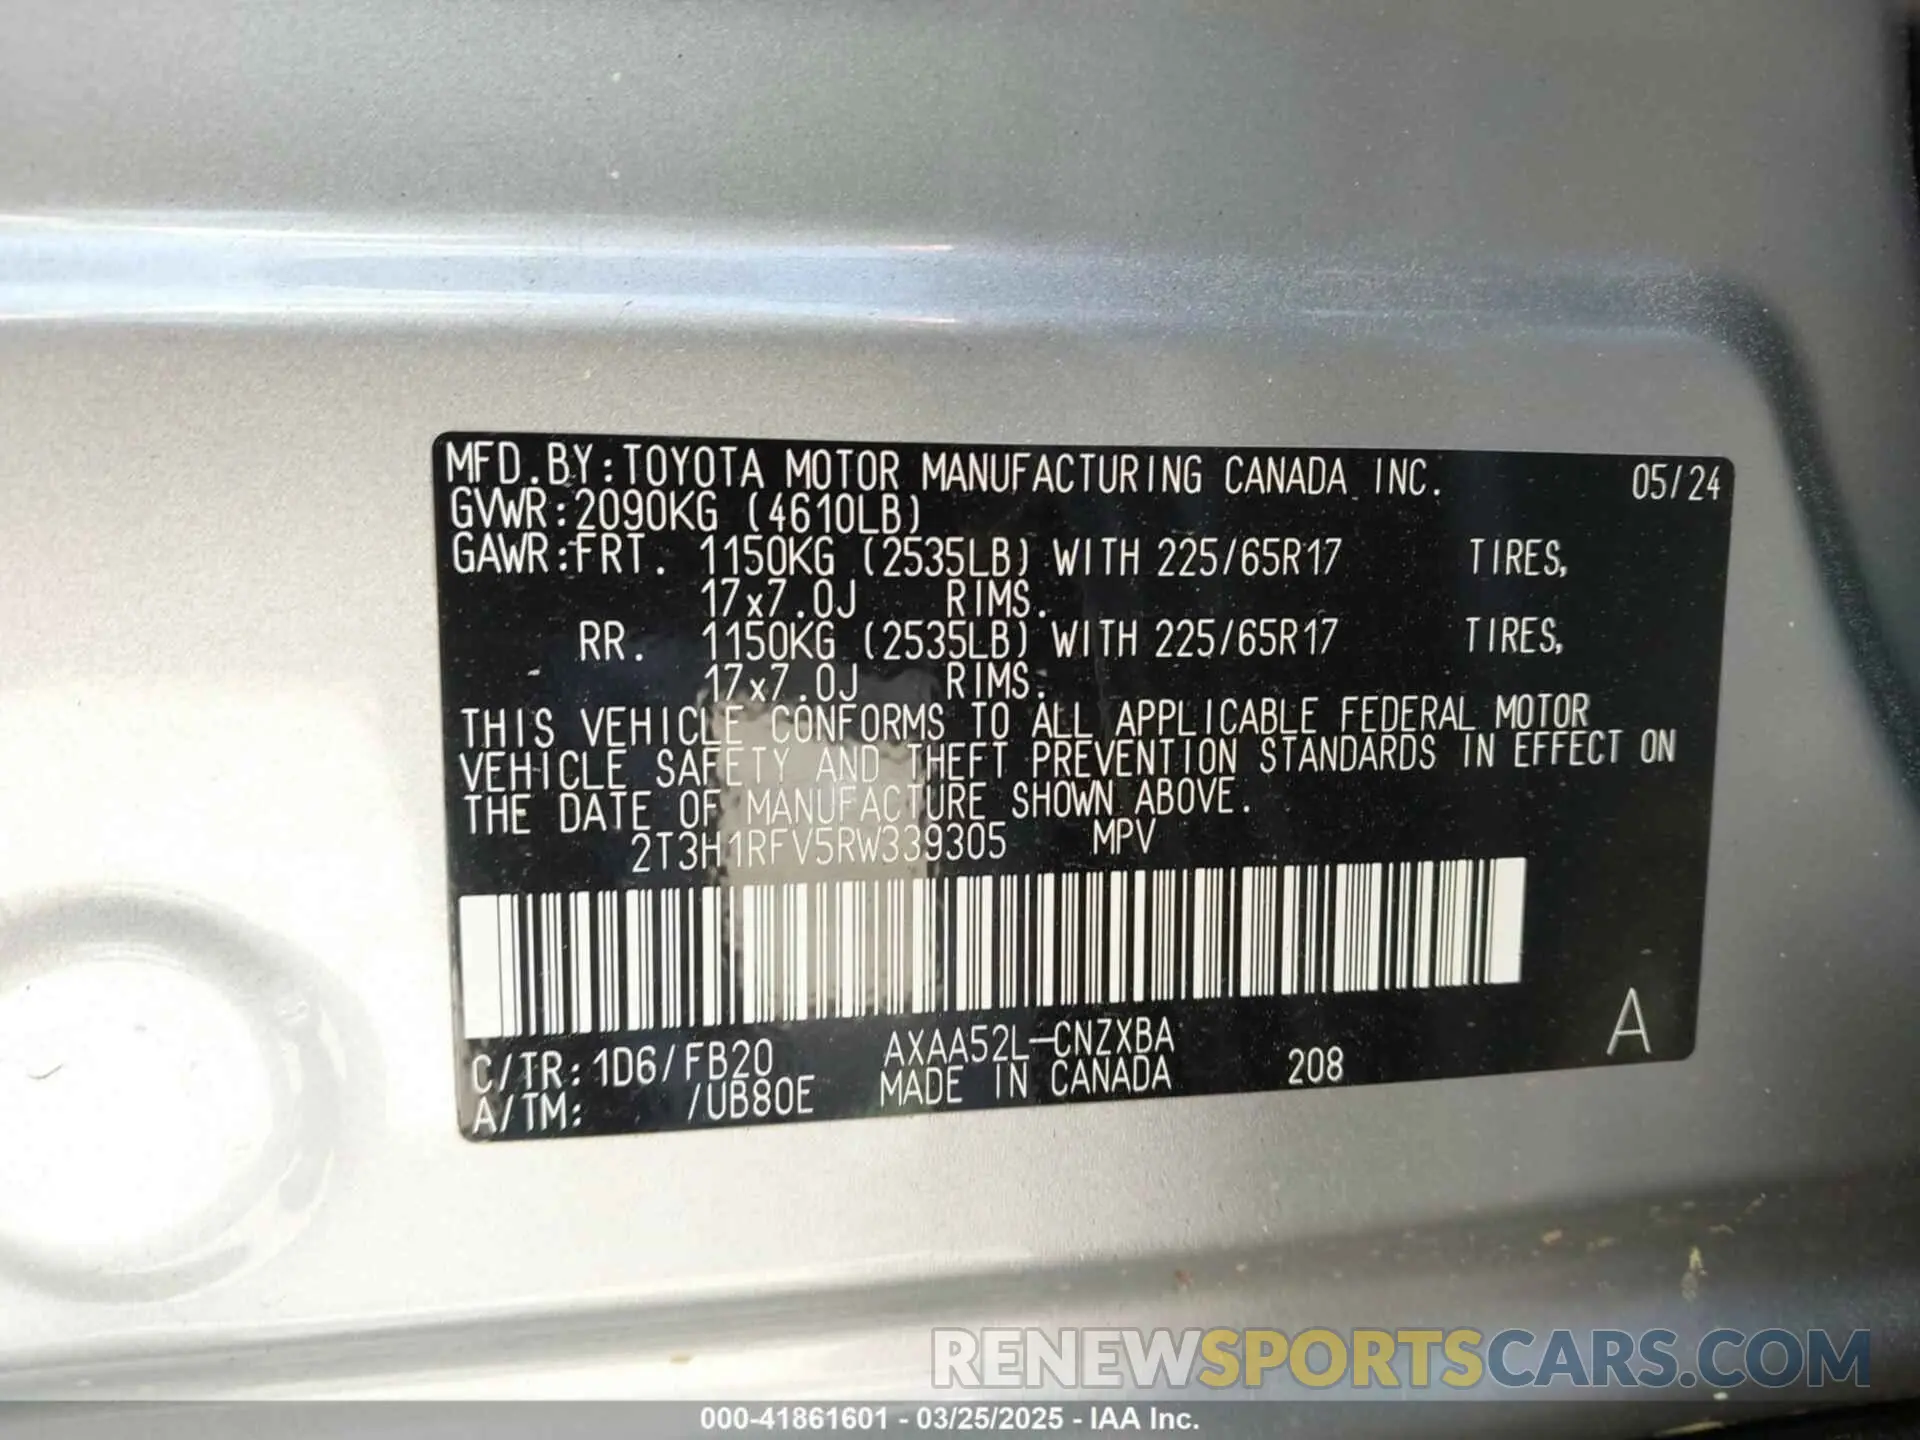 MFD.BY:TOYOTA MOTOR MANUFACTURING CANADA INC. 05/24
GVWR:2090KG (4610LB)
GAWR:FRT. 1150KG (2535LB) WITH 225/65R17 TIRES,
17x7.0J RIMS.
RR. 1150KG (2535LB) WITH 225/65R17 TIRES,
17x7.0J RIMS.
THIS VEHICLE CONFORMS TO ALL APPLICABLE FEDERAL MOTOR
VEHICLE SAFETY AND THEFT PREVENTION STANDARDS IN EFFECT ON
THE DATE OF MANUFACTURE SHOWN ABOVE.
2T3H1RFV5RW339305 MPV
C/TR:1D6/FB20 AXAA52L-CNZXBA
A/TM: /UB80E MADE IN CANADA 208 A
RENEWSPORTSCARS.COM
000-41861601 - 03/25/2025 - IAA Inc.